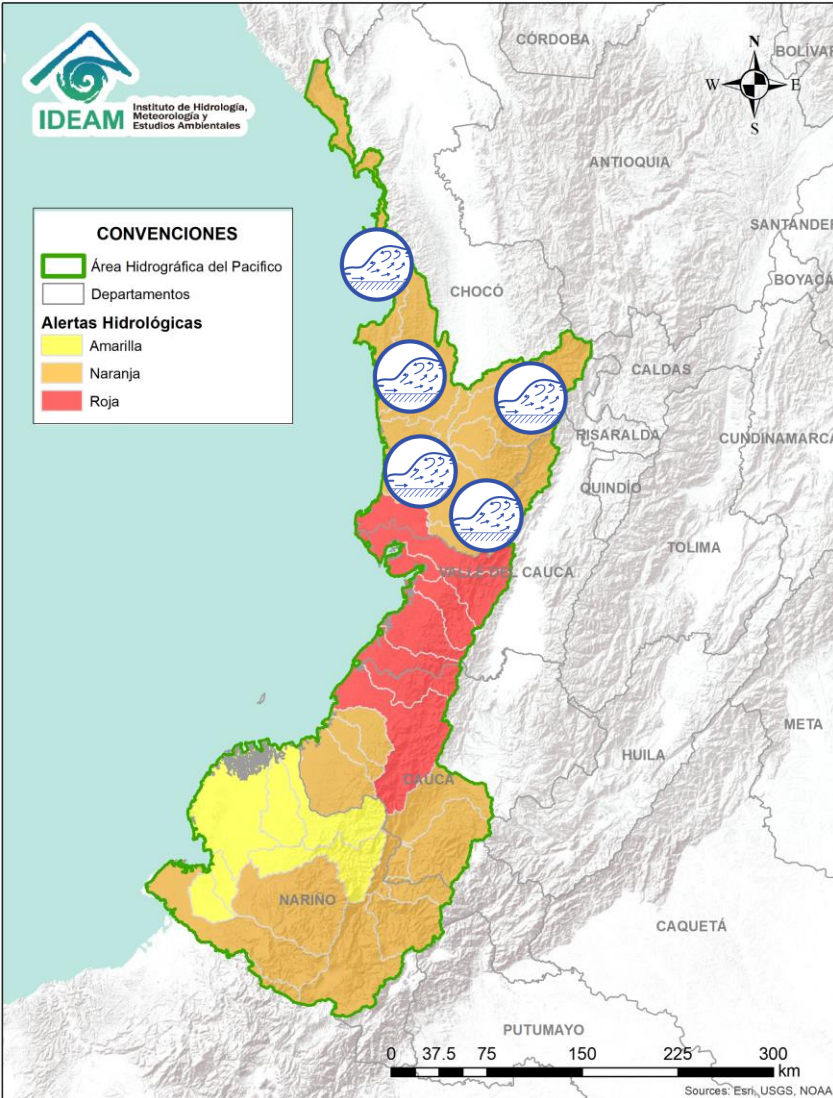 IDEAM
Instituto de Hidrología,
Meteorología y
Estudios Ambientales
N
W
E
S
CÓRDOBA
BOLÍVAR
ANTIOQUIA
SANTANDER
BOYACÁ
CONVENCIONES
Área Hidrográfica del Pacifico
Departamentos
Alertas Hidrológicas
Amarilla
Naranja
Roja
CHOCÓ
CALDAS
RISARALDA
CUNDINAMARCA
QUINDÍO
TOLIMA
VALLE DEL CAUCA
META
HUILA
CAUCA
NARIÑO
CAQUETÁ
PUTUMAYO
0 37.5 75 150 225 300
km
Sources: Esri, USGS, NOAA